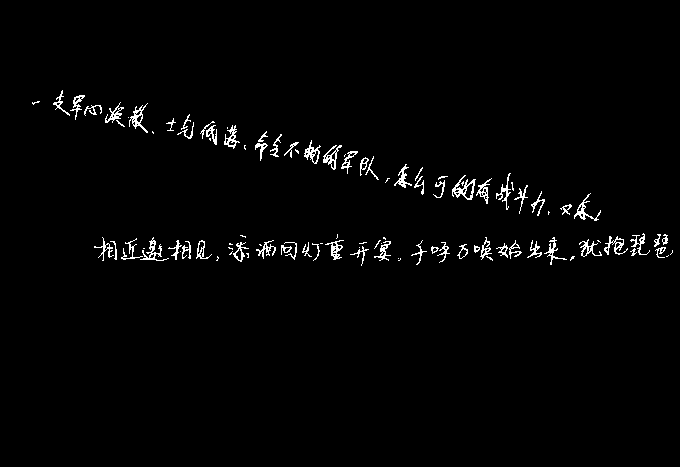 一支军心涣散、士气低落、命令不畅的军队，怎么可能有战斗力、又怎么
相近邀相见，添酒回灯重开宴。千呼万唤始出来，犹抱琵琶